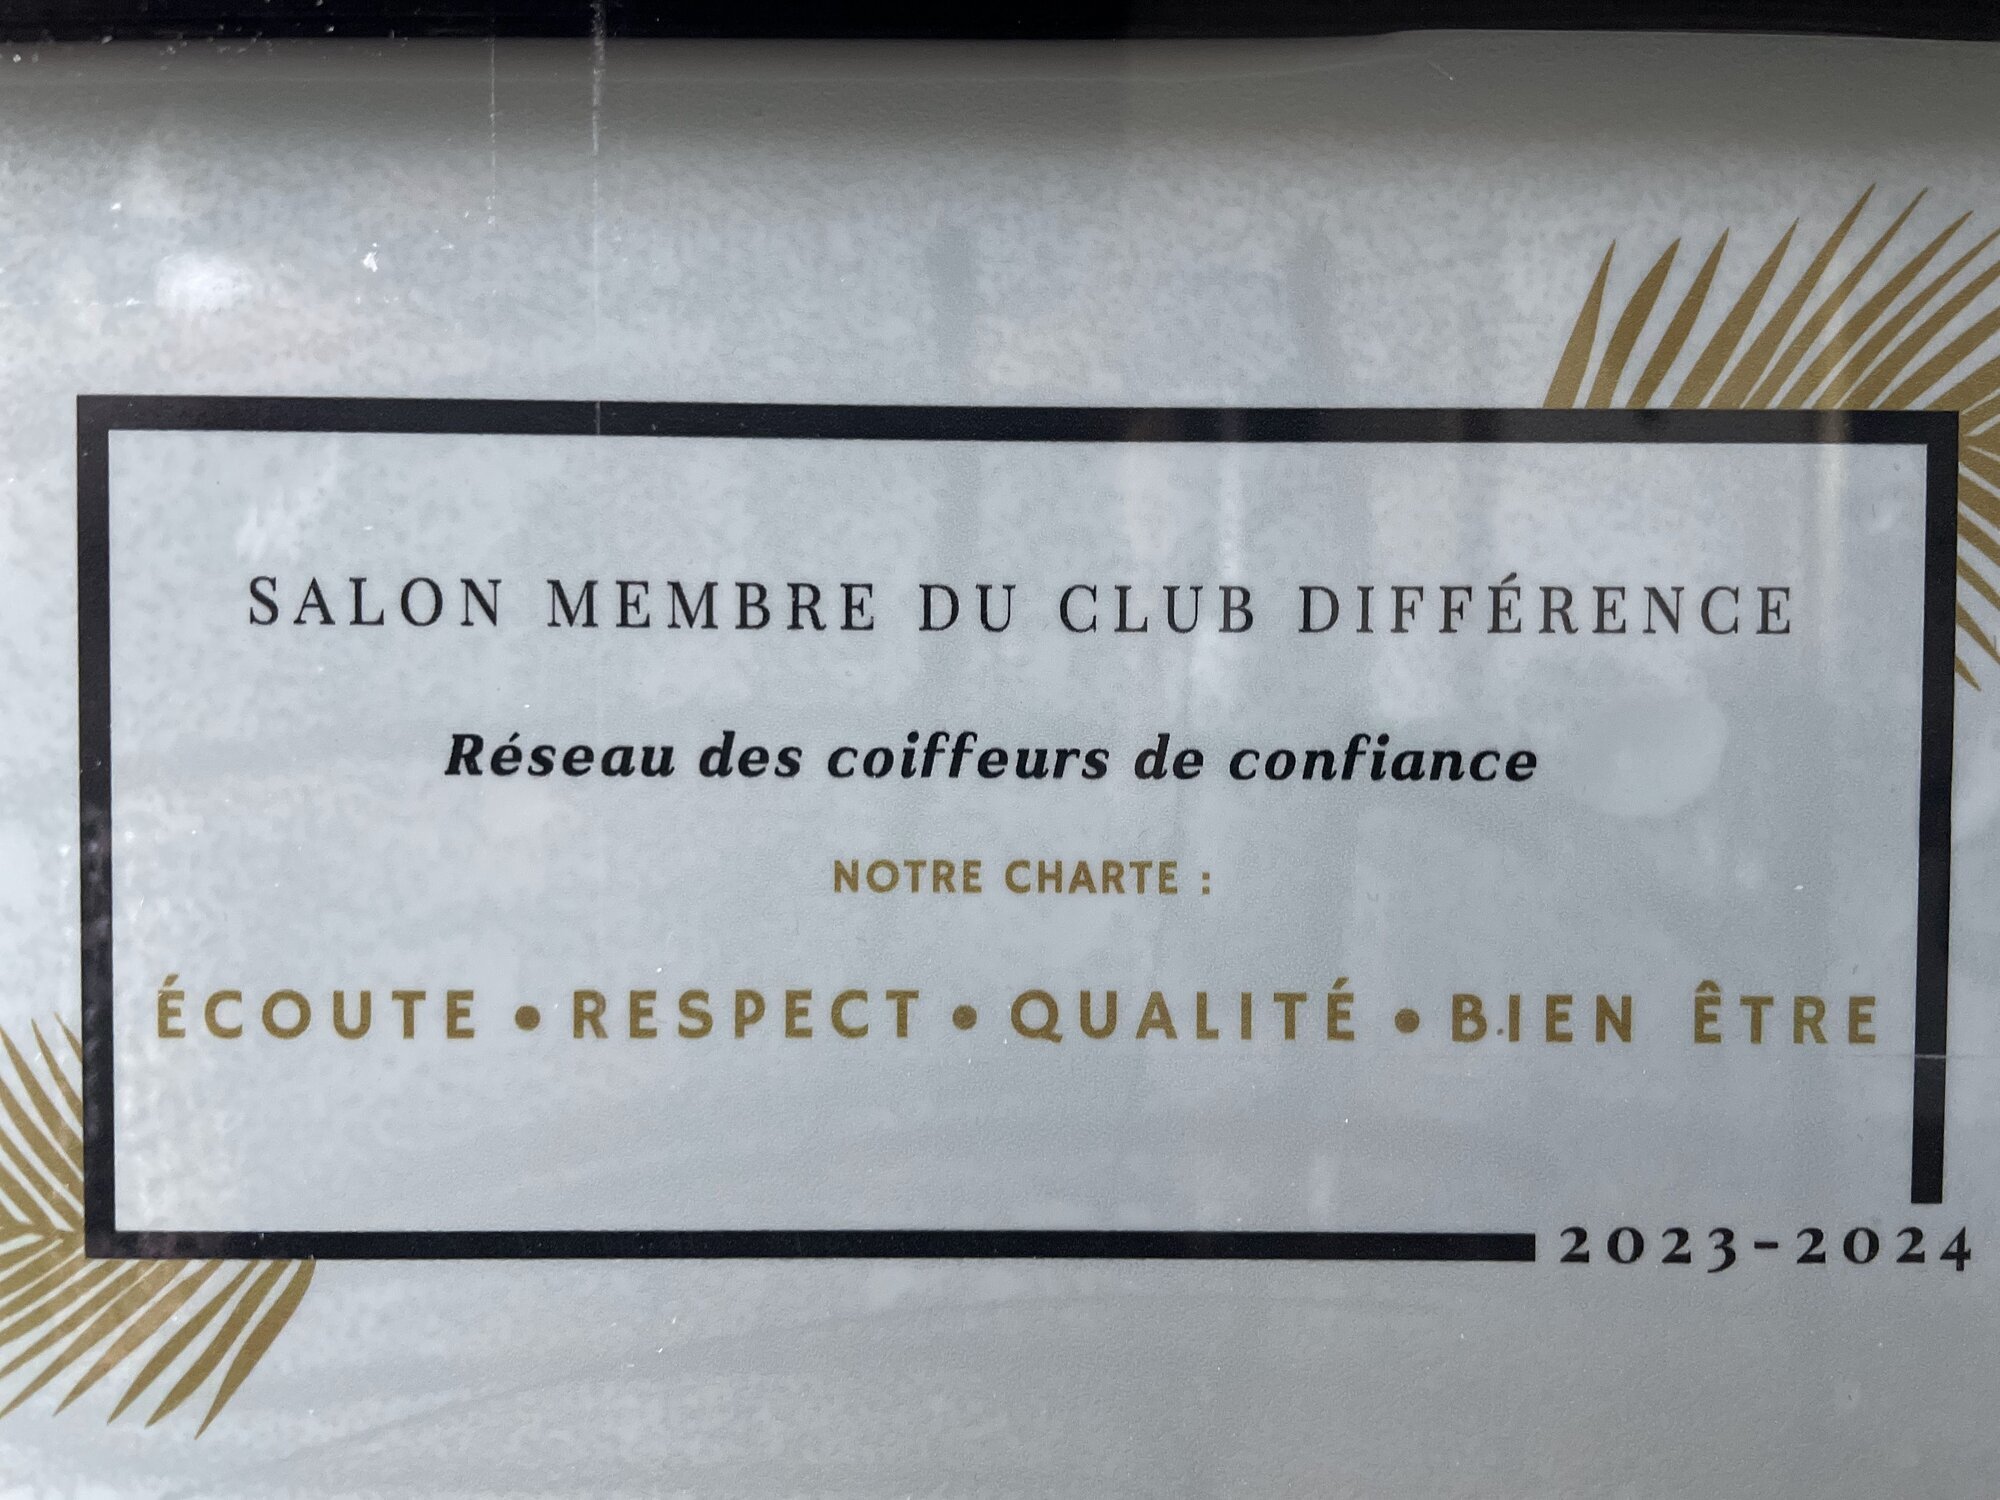 SALON MEMBRE DU CLUB DIFFÉRENCE
Réseau des coiffeurs de confiance
NOTRE CHARTE :
ÉCOUTE • RESPECT • QUALITÉ • BIEN ÊTRE
2023-2024